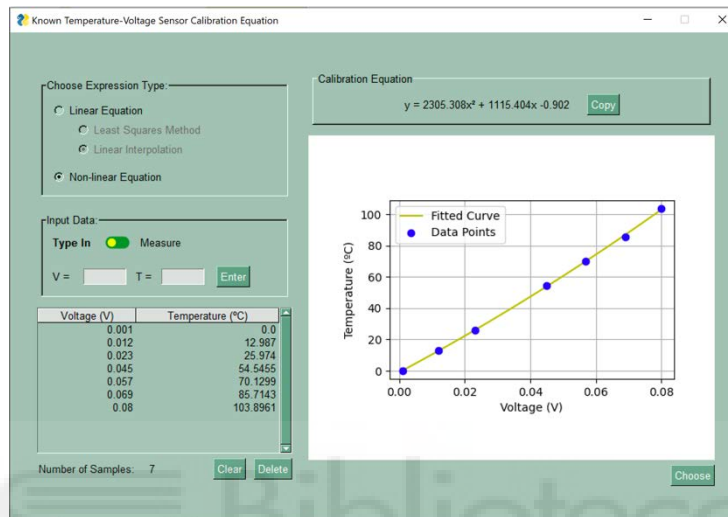 Known Temperature-Voltage Sensor Calibration Equation
Choose Expression Type:
Linear Equation
Least Squares Method
Linear Interpolation
Non-linear Equation
Calibration Equation
y = 2305.308x² + 1115.404x -0.902
Copy
Input Data:
Type In Measure
V = T = Enter
Voltage (V) Temperature (ºC)
0.001 0.0
0.012 12.987
0.023 25.974
0.045 54.5455
0.057 70.1299
0.069 85.7143
0.08 103.8961
Number of Samples: 7 Clear Delete
Fitted Curve
Data Points
Temperature (ºC)
100
80
60
40
20
0
0.00 0.02 0.04 0.06 0.08
Voltage (V)
Choose
Biblioteca